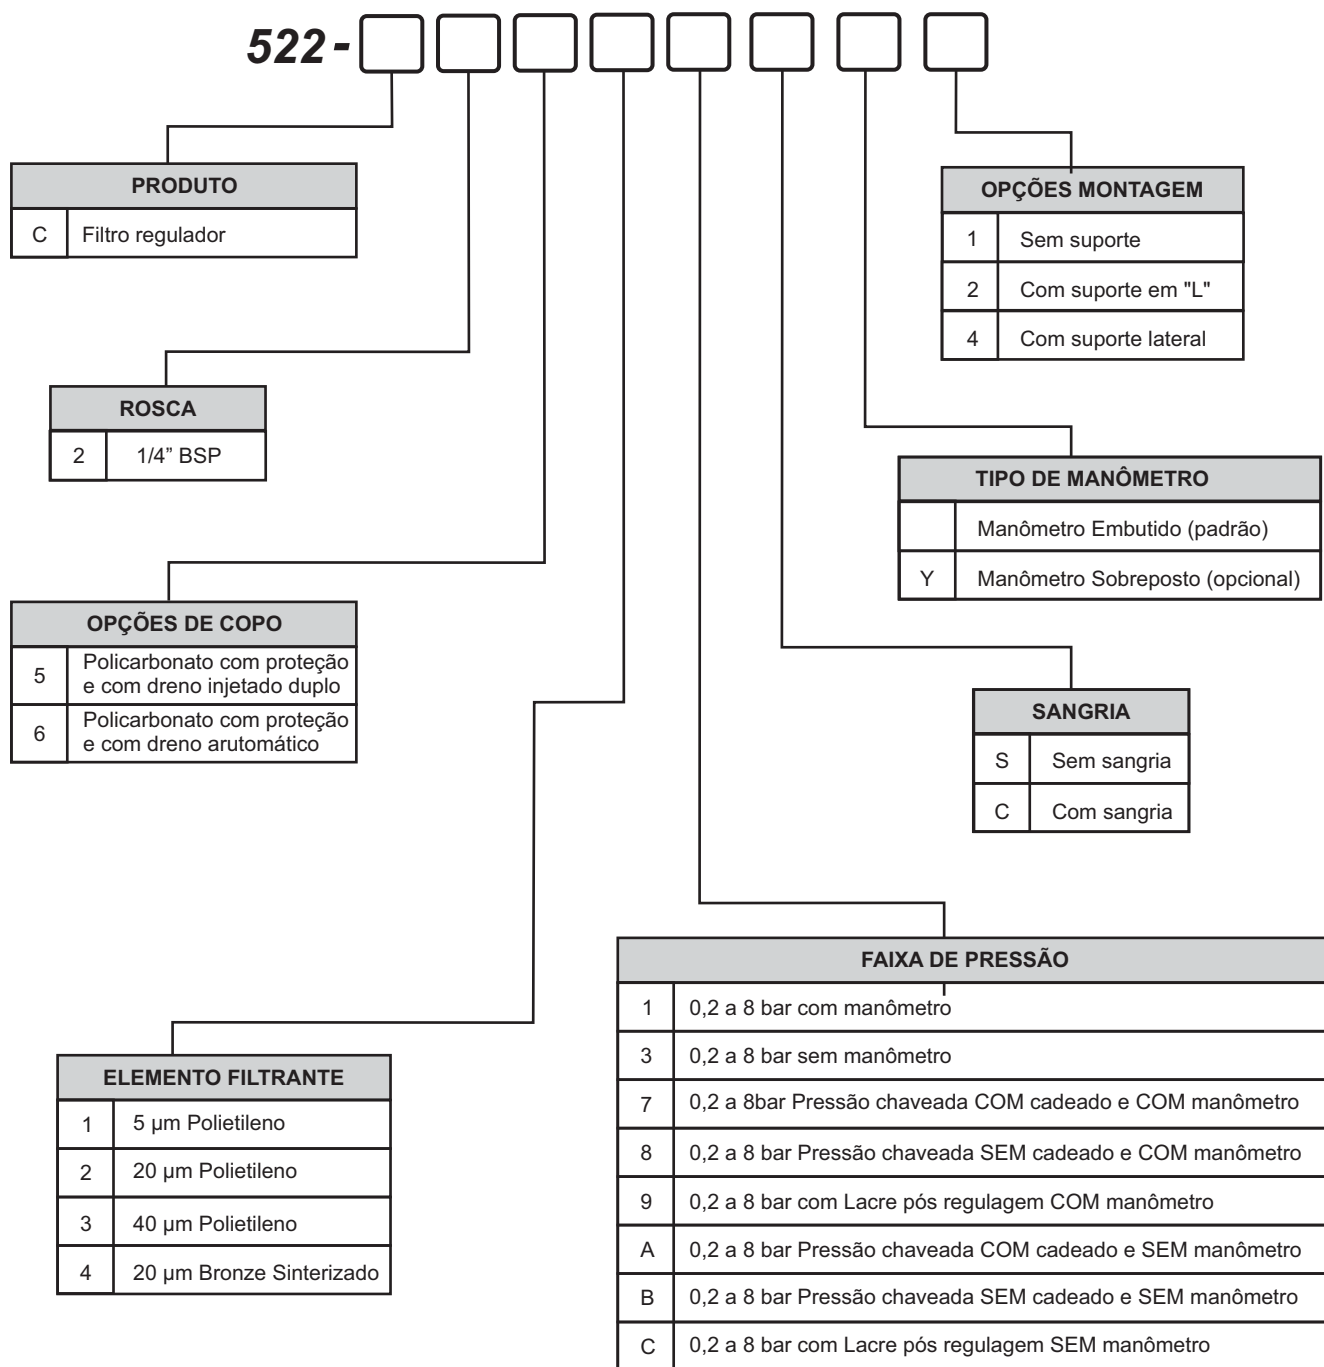 522-
PRODUTO
C Filtro regulador
ROSCA
2 1/4” BSP
OPÇÕES DE COPO
5 Policarbonato com proteção
e com dreno injetado duplo
6 Policarbonato com proteção
e com dreno arutomático
ELEMENTO FILTRANTE
1 5 µm Polietileno
2 20 µm Polietileno
3 40 µm Polietileno
4 20 µm Bronze Sinterizado
OPÇÕES MONTAGEM
1 Sem suporte
2 Com suporte em "L"
4 Com suporte lateral
TIPO DE MANÔMETRO
Manômetro Embutido (padrão)
Y Manômetro Sobreposto (opcional)
SANGRIA
S Sem sangria
C Com sangria
FAIXA DE PRESSÃO
1 0,2 a 8 bar com manômetro
3 0,2 a 8 bar sem manômetro
7 0,2 a 8bar Pressão chaveada COM cadeado e COM manômetro
8 0,2 a 8 bar Pressão chaveada SEM cadeado e COM manômetro
9 0,2 a 8 bar com Lacre pós regulagem COM manômetro
A 0,2 a 8 bar Pressão chaveada COM cadeado e SEM manômetro
B 0,2 a 8 bar Pressão chaveada SEM cadeado e SEM manômetro
C 0,2 a 8 bar com Lacre pós regulagem SEM manômetro